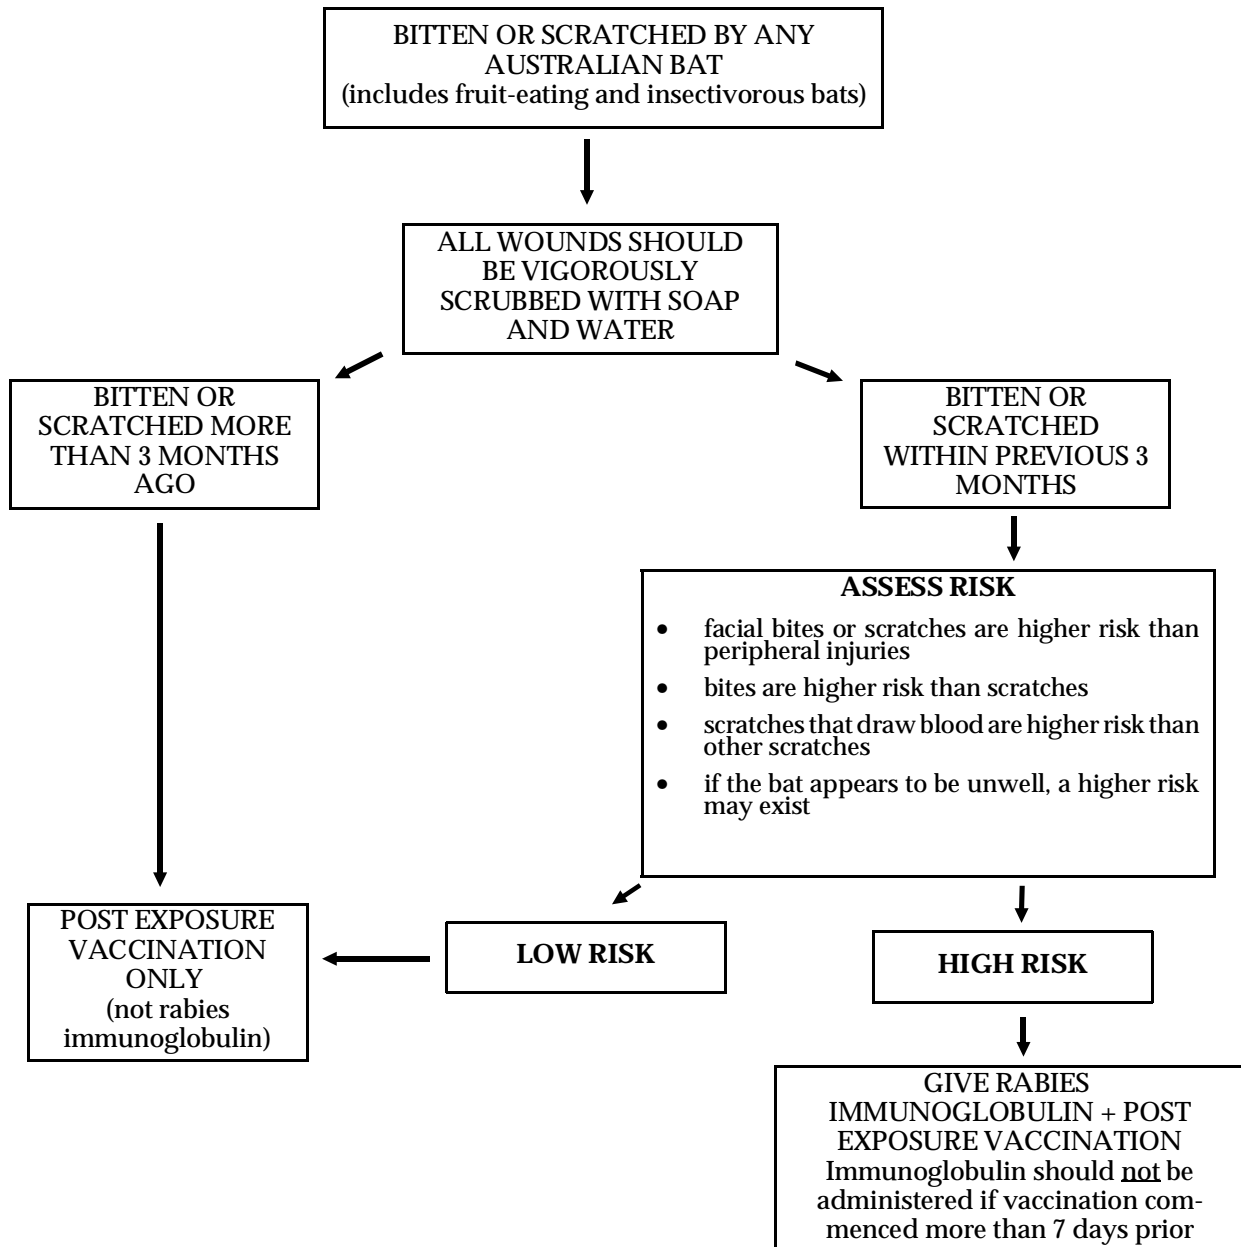 BITTEN OR SCRATCHED BY ANY
AUSTRALIAN BAT
(includes fruit-eating and insectivorous bats)
ALL WOUNDS SHOULD
BE VIGOROUSLY
SCRUBBED WITH SOAP
AND WATER
BITTEN OR
SCRATCHED MORE
THAN 3 MONTHS
AGO
BITTEN OR
SCRATCHED
WITHIN PREVIOUS 3
MONTHS
ASSESS RISK
• facial bites or scratches are higher risk than
peripheral injuries
• bites are higher risk than scratches
• scratches that draw blood are higher risk than
other scratches
• if the bat appears to be unwell, a higher risk
may exist
POST EXPOSURE
VACCINATION
ONLY
(not rabies
immunoglobulin)
LOW RISK
HIGH RISK
GIVE RABIES
IMMUNOGLOBULIN + POST
EXPOSURE VACCINATION
Immunoglobulin should not be
administered if vaccination com-
menced more than 7 days prior